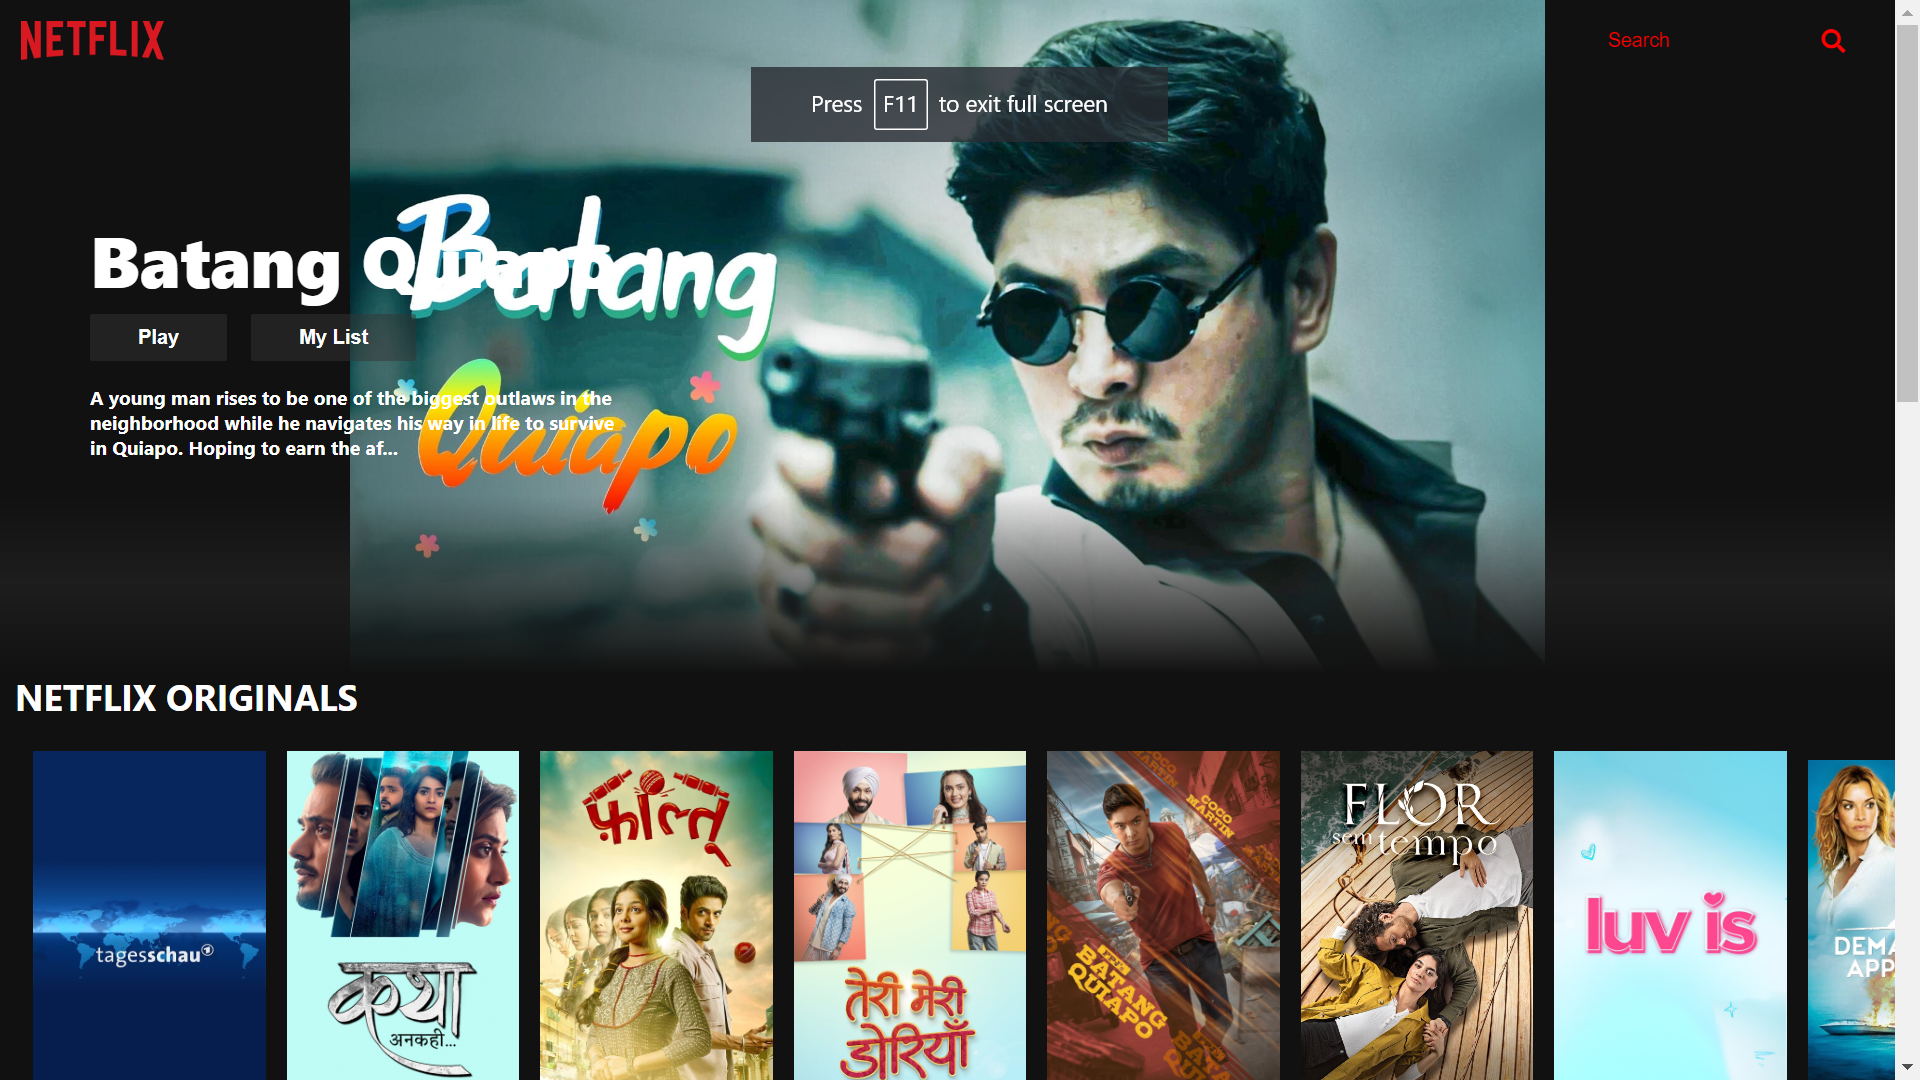 NETFLIX
Search
Press F11 to exit full screen
Batang Quiapo
Batang
Quiapo
Play
My List
A young man rises to be one of the biggest outlaws in the
neighborhood while he navigates his way in life to survive
in Quiapo. Hoping to earn the af...
NETFLIX ORIGINALS
tagesschau
कथा
अनकही...
फ़ालतू
तेरी मेरी
डोरियाँ
COCO
MARTIN
COCO
MARTIN
FPJ's
BATANG
QUIAPO
FLOR
sem tempo
luv is
DEMA
APP